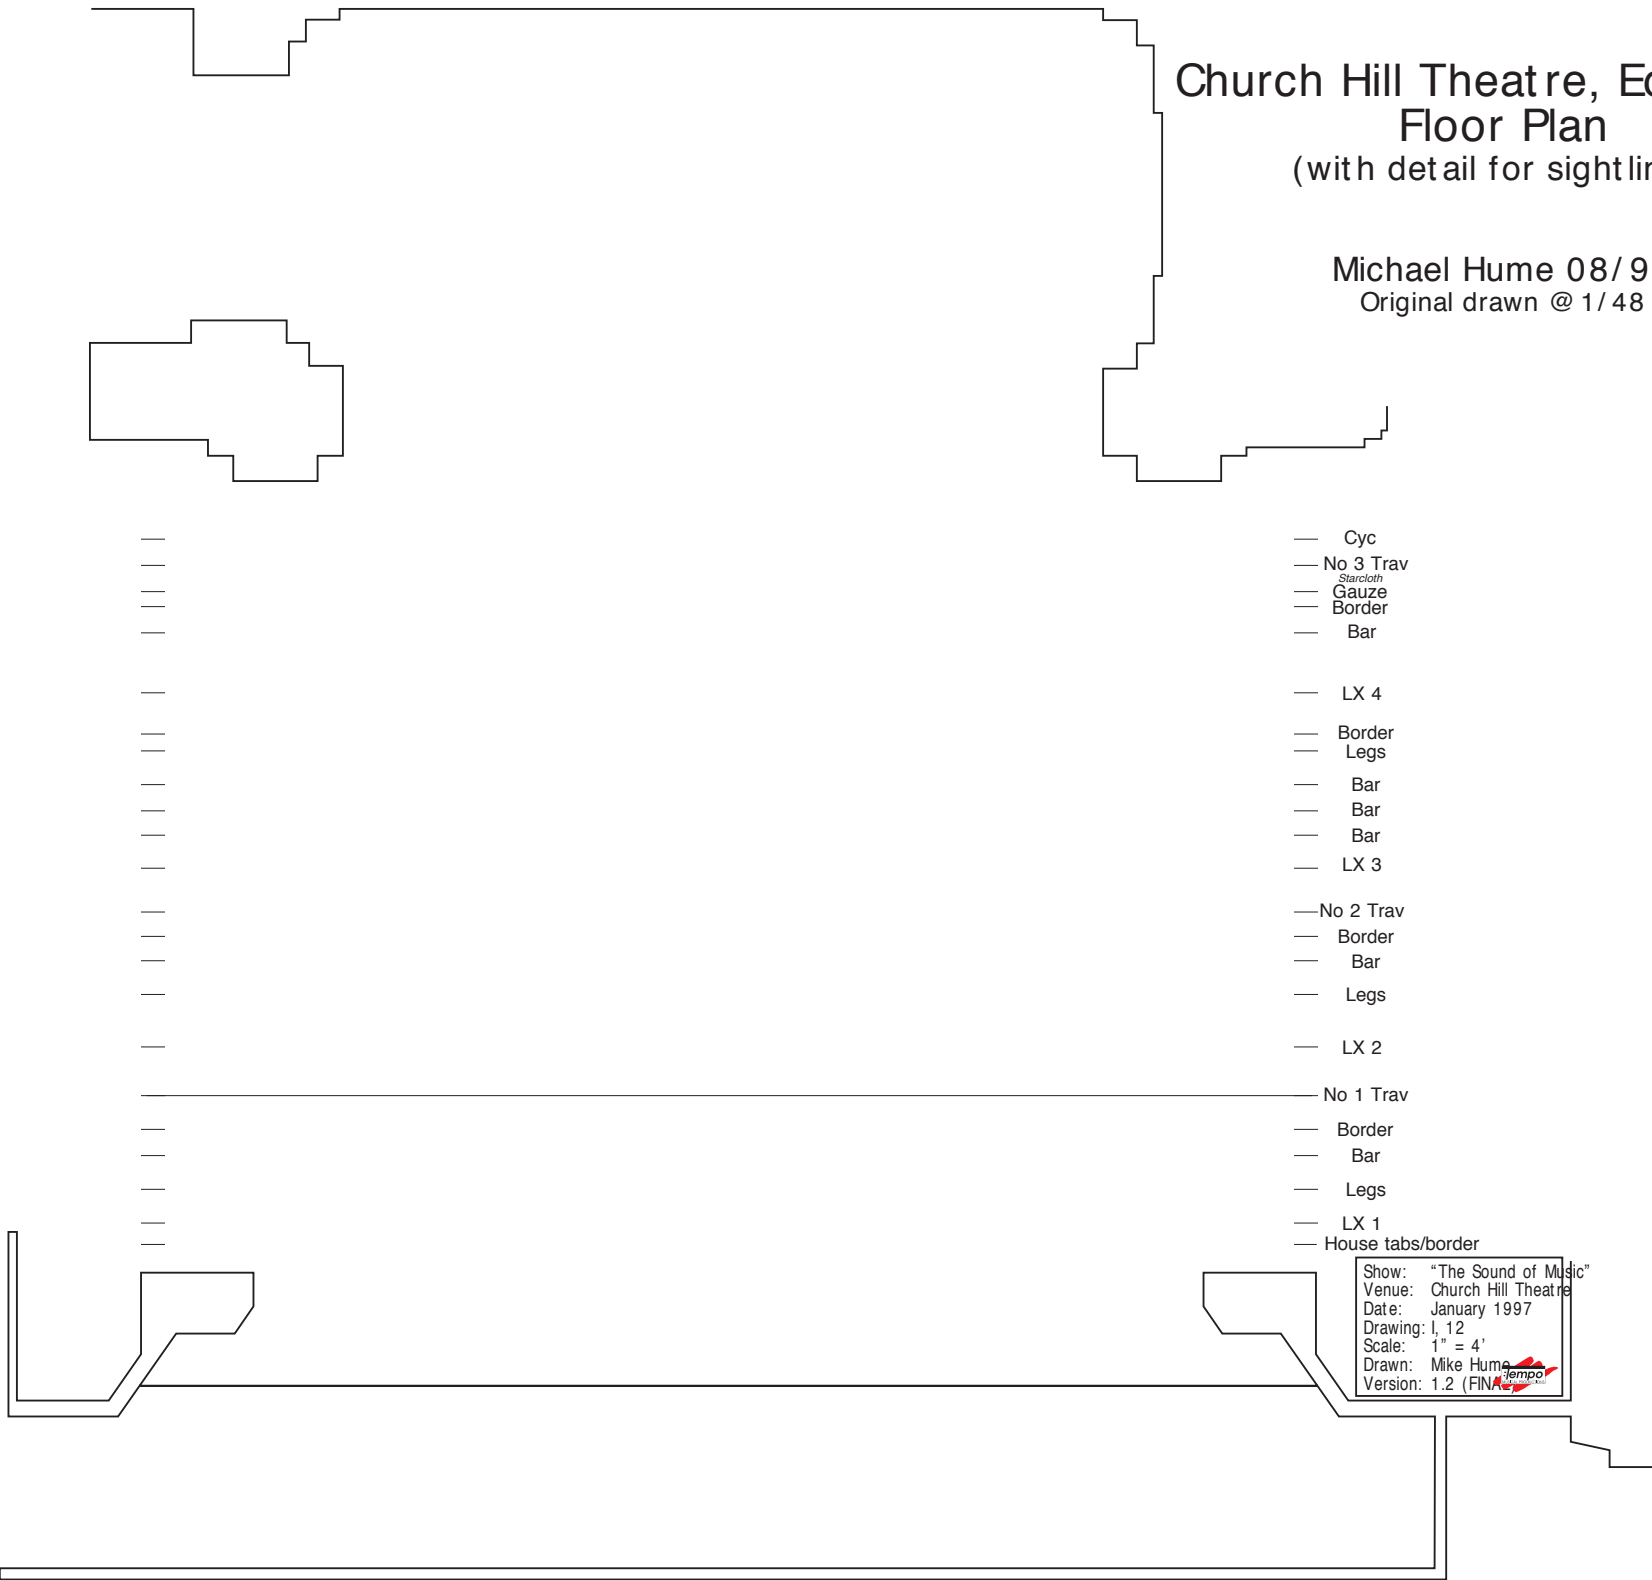 Church Hill Theatre, Ed
Floor Plan
(with detail for sightlin
Michael Hume 08/9
Original drawn @ 1/48
Cyc
No 3 Trav
Starcloth
Gauze
Border
Bar
LX 4
Border
Legs
Bar
Bar
Bar
LX 3
No 2 Trav
Border
Bar
Legs
LX 2
No 1 Trav
Border
Bar
Legs
LX 1
House tabs/border
Show: “The Sound of Music”
Venue: Church Hill Theatre
Date: January 1997
Drawing: I, 12
Scale: 1” = 4’
Drawn: Mike Hume
Version: 1.2 (FINAL)
Tempo